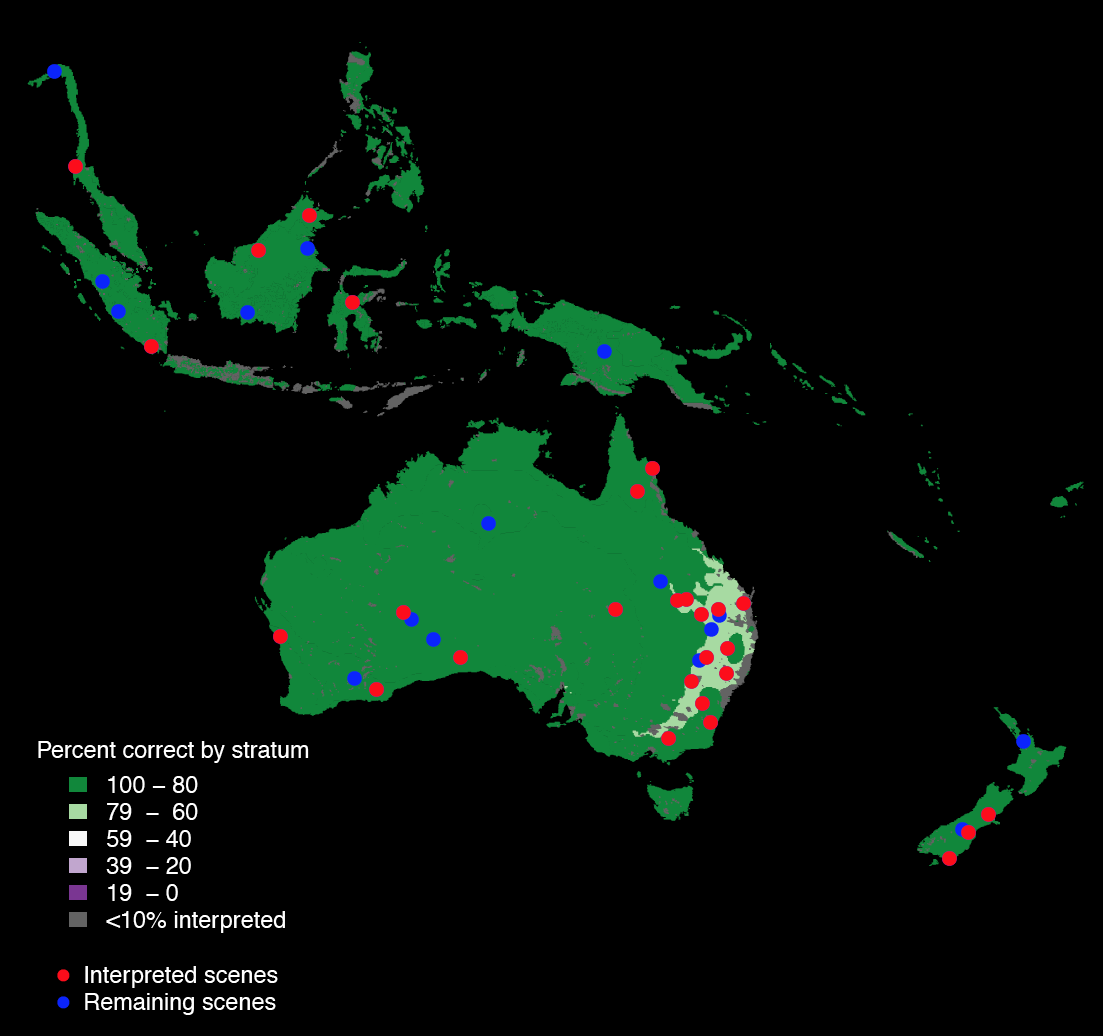 Percent correct by stratum
100 – 80
79 – 60
59 – 40
39 – 20
19 – 0
<10% interpreted
Interpreted scenes
Remaining scenes